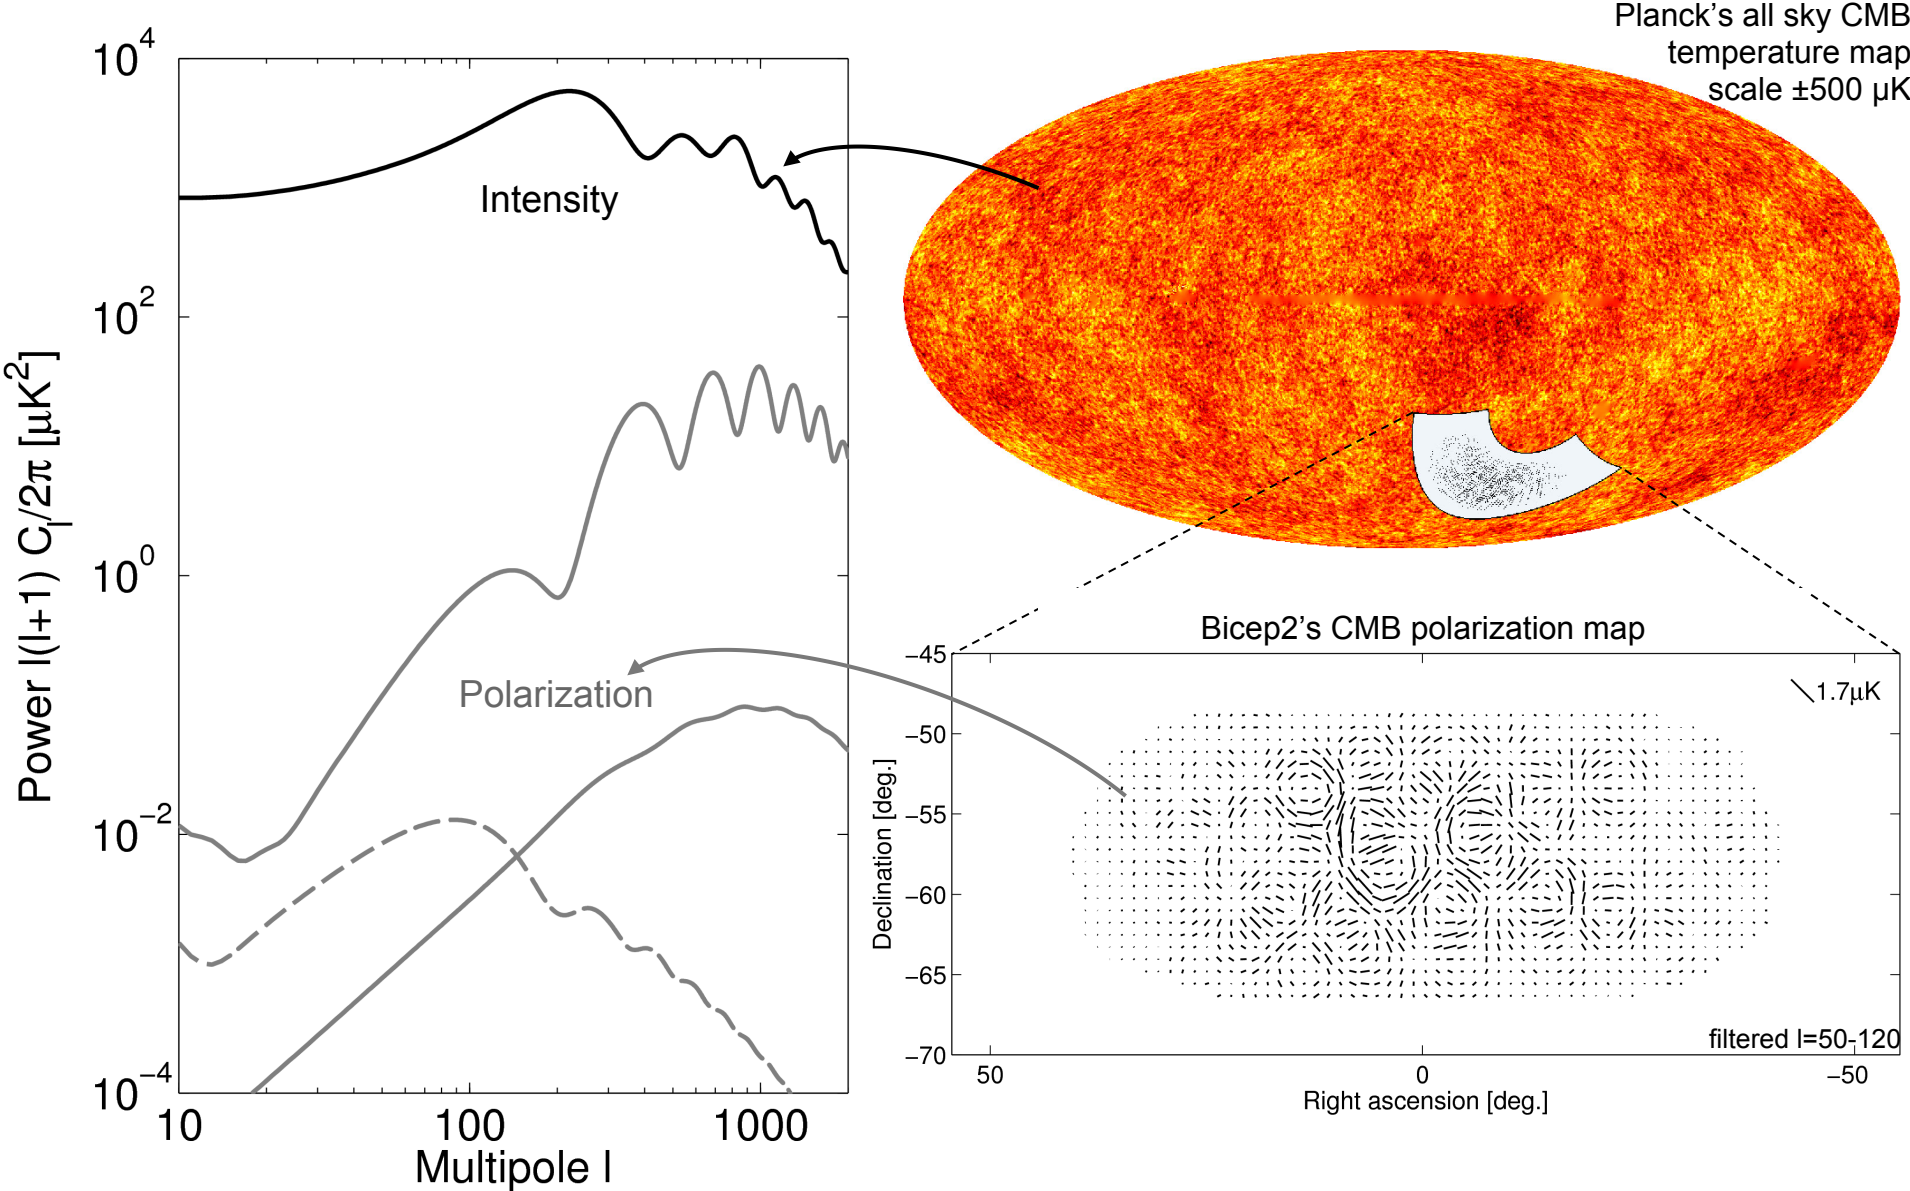 Planck’s all sky CMB
temperature map
scale ±500 µK
10^4
10^2
10^0
10^−2
10^−4
Power l(l+1) C_l/2π [μK^2]
Intensity
Polarization
10
100
1000
Multipole l
Bicep2’s CMB polarization map
−45
−50
−55
−60
−65
−70
Declination [deg.]
1.7μK
filtered l=50-120
50
0
−50
Right ascension [deg.]